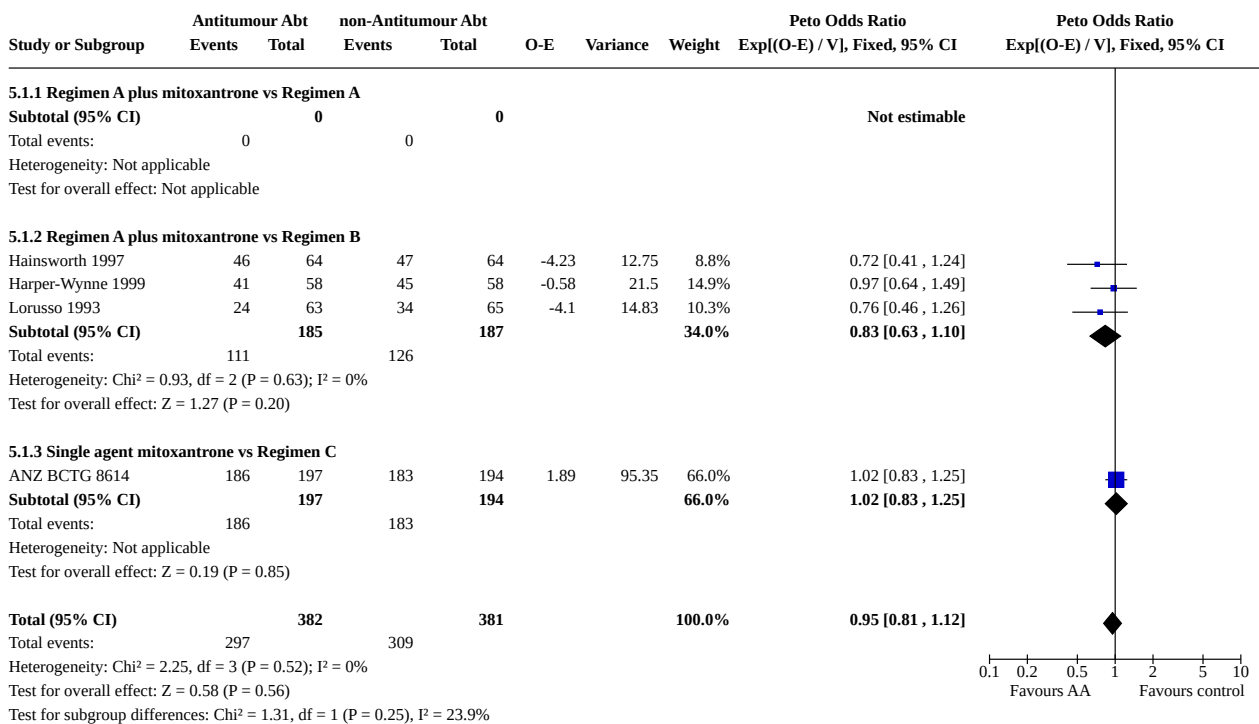 Antitumour Abt non-Antitumour Abt Peto Odds Ratio Peto Odds Ratio
Study or Subgroup Events Total Events Total O-E Variance Weight Exp[(O-E) / V], Fixed, 95% CI Exp[(O-E) / V], Fixed, 95% CI
5.1.1 Regimen A plus mitoxantrone vs Regimen A
Subtotal (95% CI) 0 0 Not estimable
Total events: 0 0
Heterogeneity: Not applicable
Test for overall effect: Not applicable
5.1.2 Regimen A plus mitoxantrone vs Regimen B
Hainsworth 1997 46 64 47 64 -4.23 12.75 8.8% 0.72 [0.41 , 1.24]
Harper-Wynne 1999 41 58 45 58 -0.58 21.5 14.9% 0.97 [0.64 , 1.49]
Lorusso 1993 24 63 34 65 -4.1 14.83 10.3% 0.76 [0.46 , 1.26]
Subtotal (95% CI) 185 187 34.0% 0.83 [0.63 , 1.10]
Total events: 111 126
Heterogeneity: Chi² = 0.93, df = 2 (P = 0.63); I² = 0%
Test for overall effect: Z = 1.27 (P = 0.20)
5.1.3 Single agent mitoxantrone vs Regimen C
ANZ BCTG 8614 186 197 183 194 1.89 95.35 66.0% 1.02 [0.83 , 1.25]
Subtotal (95% CI) 197 194 66.0% 1.02 [0.83 , 1.25]
Total events: 186 183
Heterogeneity: Not applicable
Test for overall effect: Z = 0.19 (P = 0.85)
Total (95% CI) 382 381 100.0% 0.95 [0.81 , 1.12]
Total events: 297 309
Heterogeneity: Chi² = 2.25, df = 3 (P = 0.52); I² = 0%
0.1 0.2 0.5 1 2 5 10
Test for overall effect: Z = 0.58 (P = 0.56) Favours AA Favours control
Test for subgroup differences: Chi² = 1.31, df = 1 (P = 0.25), I² = 23.9%